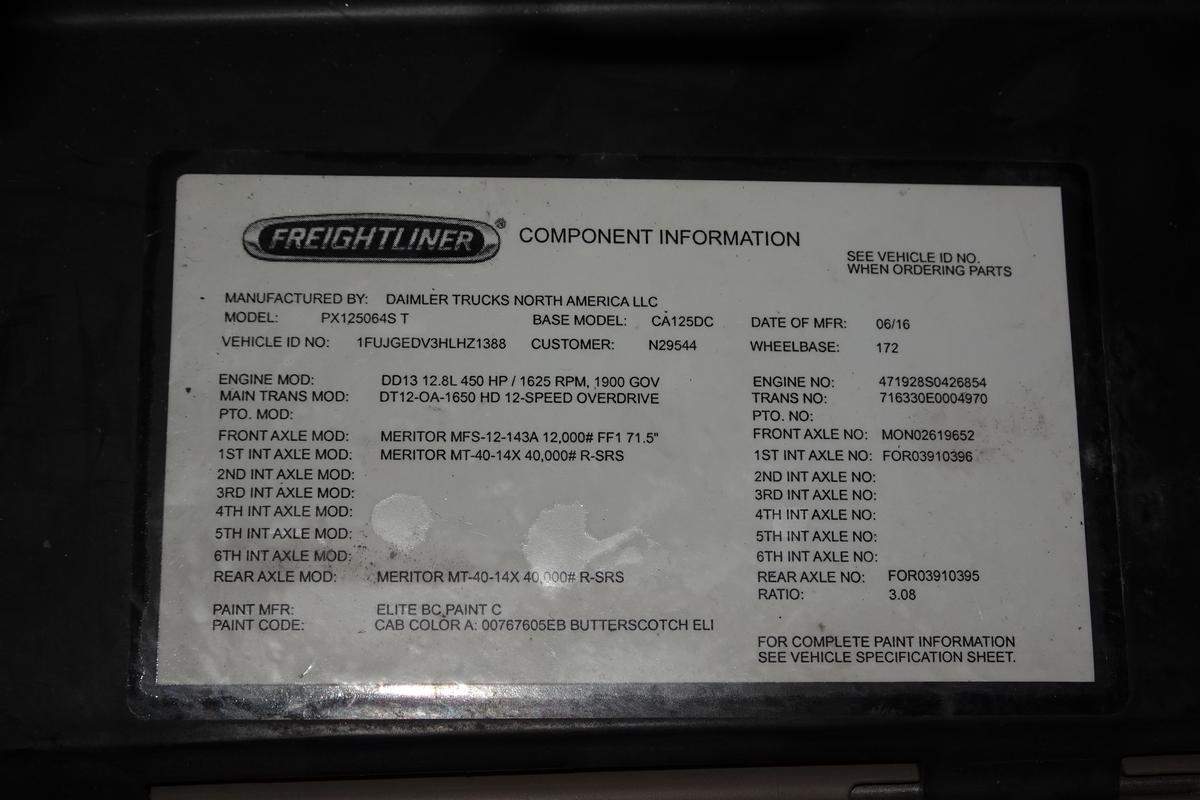 FREIGHTLINER® COMPONENT INFORMATION
SEE VEHICLE ID NO.
WHEN ORDERING PARTS
MANUFACTURED BY: DAIMLER TRUCKS NORTH AMERICA LLC
MODEL: PX125064S T BASE MODEL: CA125DC DATE OF MFR: 06/16
VEHICLE ID NO: 1FUJGEDV3HLHZ1388 CUSTOMER: N29544 WHEELBASE: 172
ENGINE MOD: DD13 12.8L 450 HP / 1625 RPM, 1900 GOV ENGINE NO: 471928S0426854
MAIN TRANS MOD: DT12-OA-1650 HD 12-SPEED OVERDRIVE TRANS NO: 716330E0004970
PTO. MOD: PTO. NO:
FRONT AXLE MOD: MERITOR MFS-12-143A 12,000# FF1 71.5" FRONT AXLE NO: MON02619652
1ST INT AXLE MOD: MERITOR MT-40-14X 40,000# R-SRS 1ST INT AXLE NO: FOR03910396
2ND INT AXLE MOD: 2ND INT AXLE NO:
3RD INT AXLE MOD: 3RD INT AXLE NO:
4TH INT AXLE MOD: 4TH INT AXLE NO:
5TH INT AXLE MOD: 5TH INT AXLE NO:
6TH INT AXLE MOD: 6TH INT AXLE NO:
REAR AXLE MOD: MERITOR MT-40-14X 40,000# R-SRS REAR AXLE NO: FOR03910395
RATIO: 3.08
PAINT MFR: ELITE BC PAINT C
PAINT CODE: CAB COLOR A: 00767605EB BUTTERSCOTCH ELI
FOR COMPLETE PAINT INFORMATION
SEE VEHICLE SPECIFICATION SHEET.